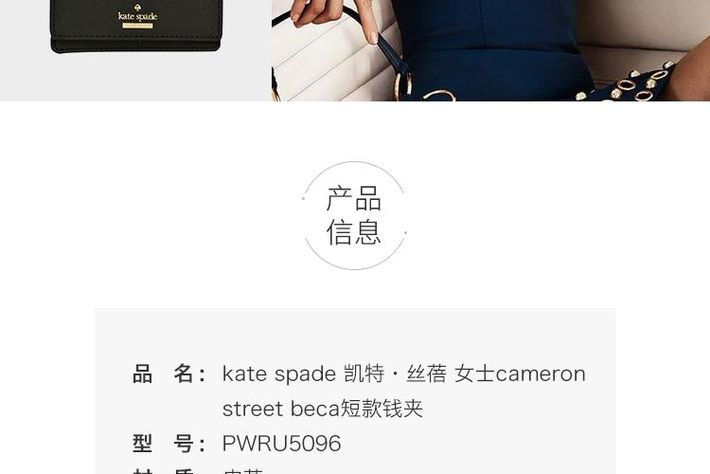 kate spade
产品
信息
品 名： kate spade 凯特·丝蓓 女士cameron
street beca短款钱夹
型 号： PWRU5096